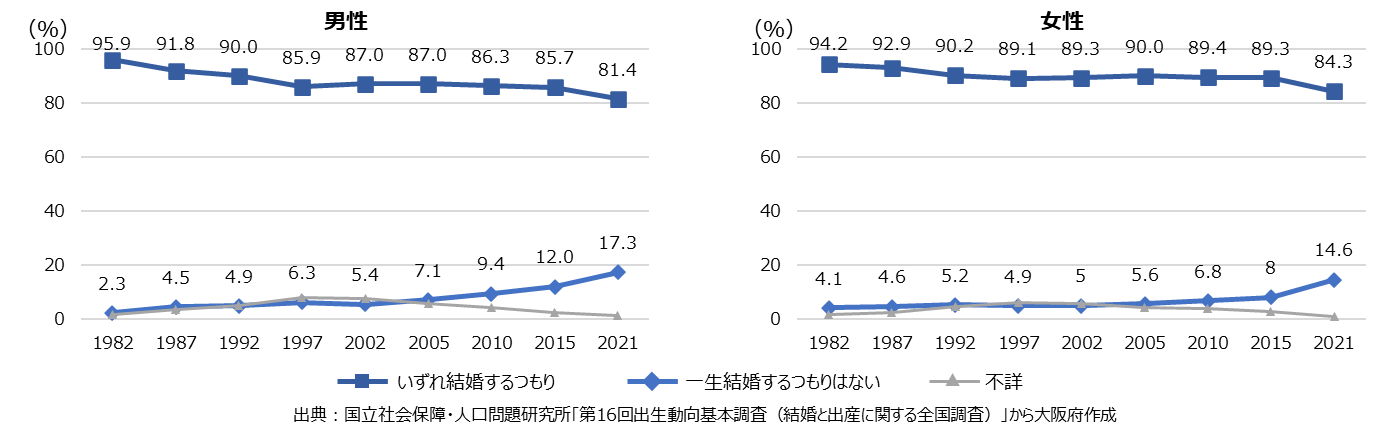 男性
(%)
100
80
60
40
20
0
95.9 91.8 90.0 85.9 87.0 87.0 86.3 85.7 81.4
2.3 4.5 4.9 6.3 5.4 7.1 9.4 12.0 17.3
1982 1987 1992 1997 2002 2005 2010 2015 2021
女性
(%)
100
80
60
40
20
0
94.2 92.9 90.2 89.1 89.3 90.0 89.4 89.3 84.3
4.1 4.6 5.2 4.9 5 5.6 6.8 8 14.6
1982 1987 1992 1997 2002 2005 2010 2015 2021
いずれ結婚するつもり 一生結婚するつもりはない 不詳
出典：国立社会保障・人口問題研究所「第16回出生動向基本調査（結婚と出産に関する全国調査）」から大阪府作成